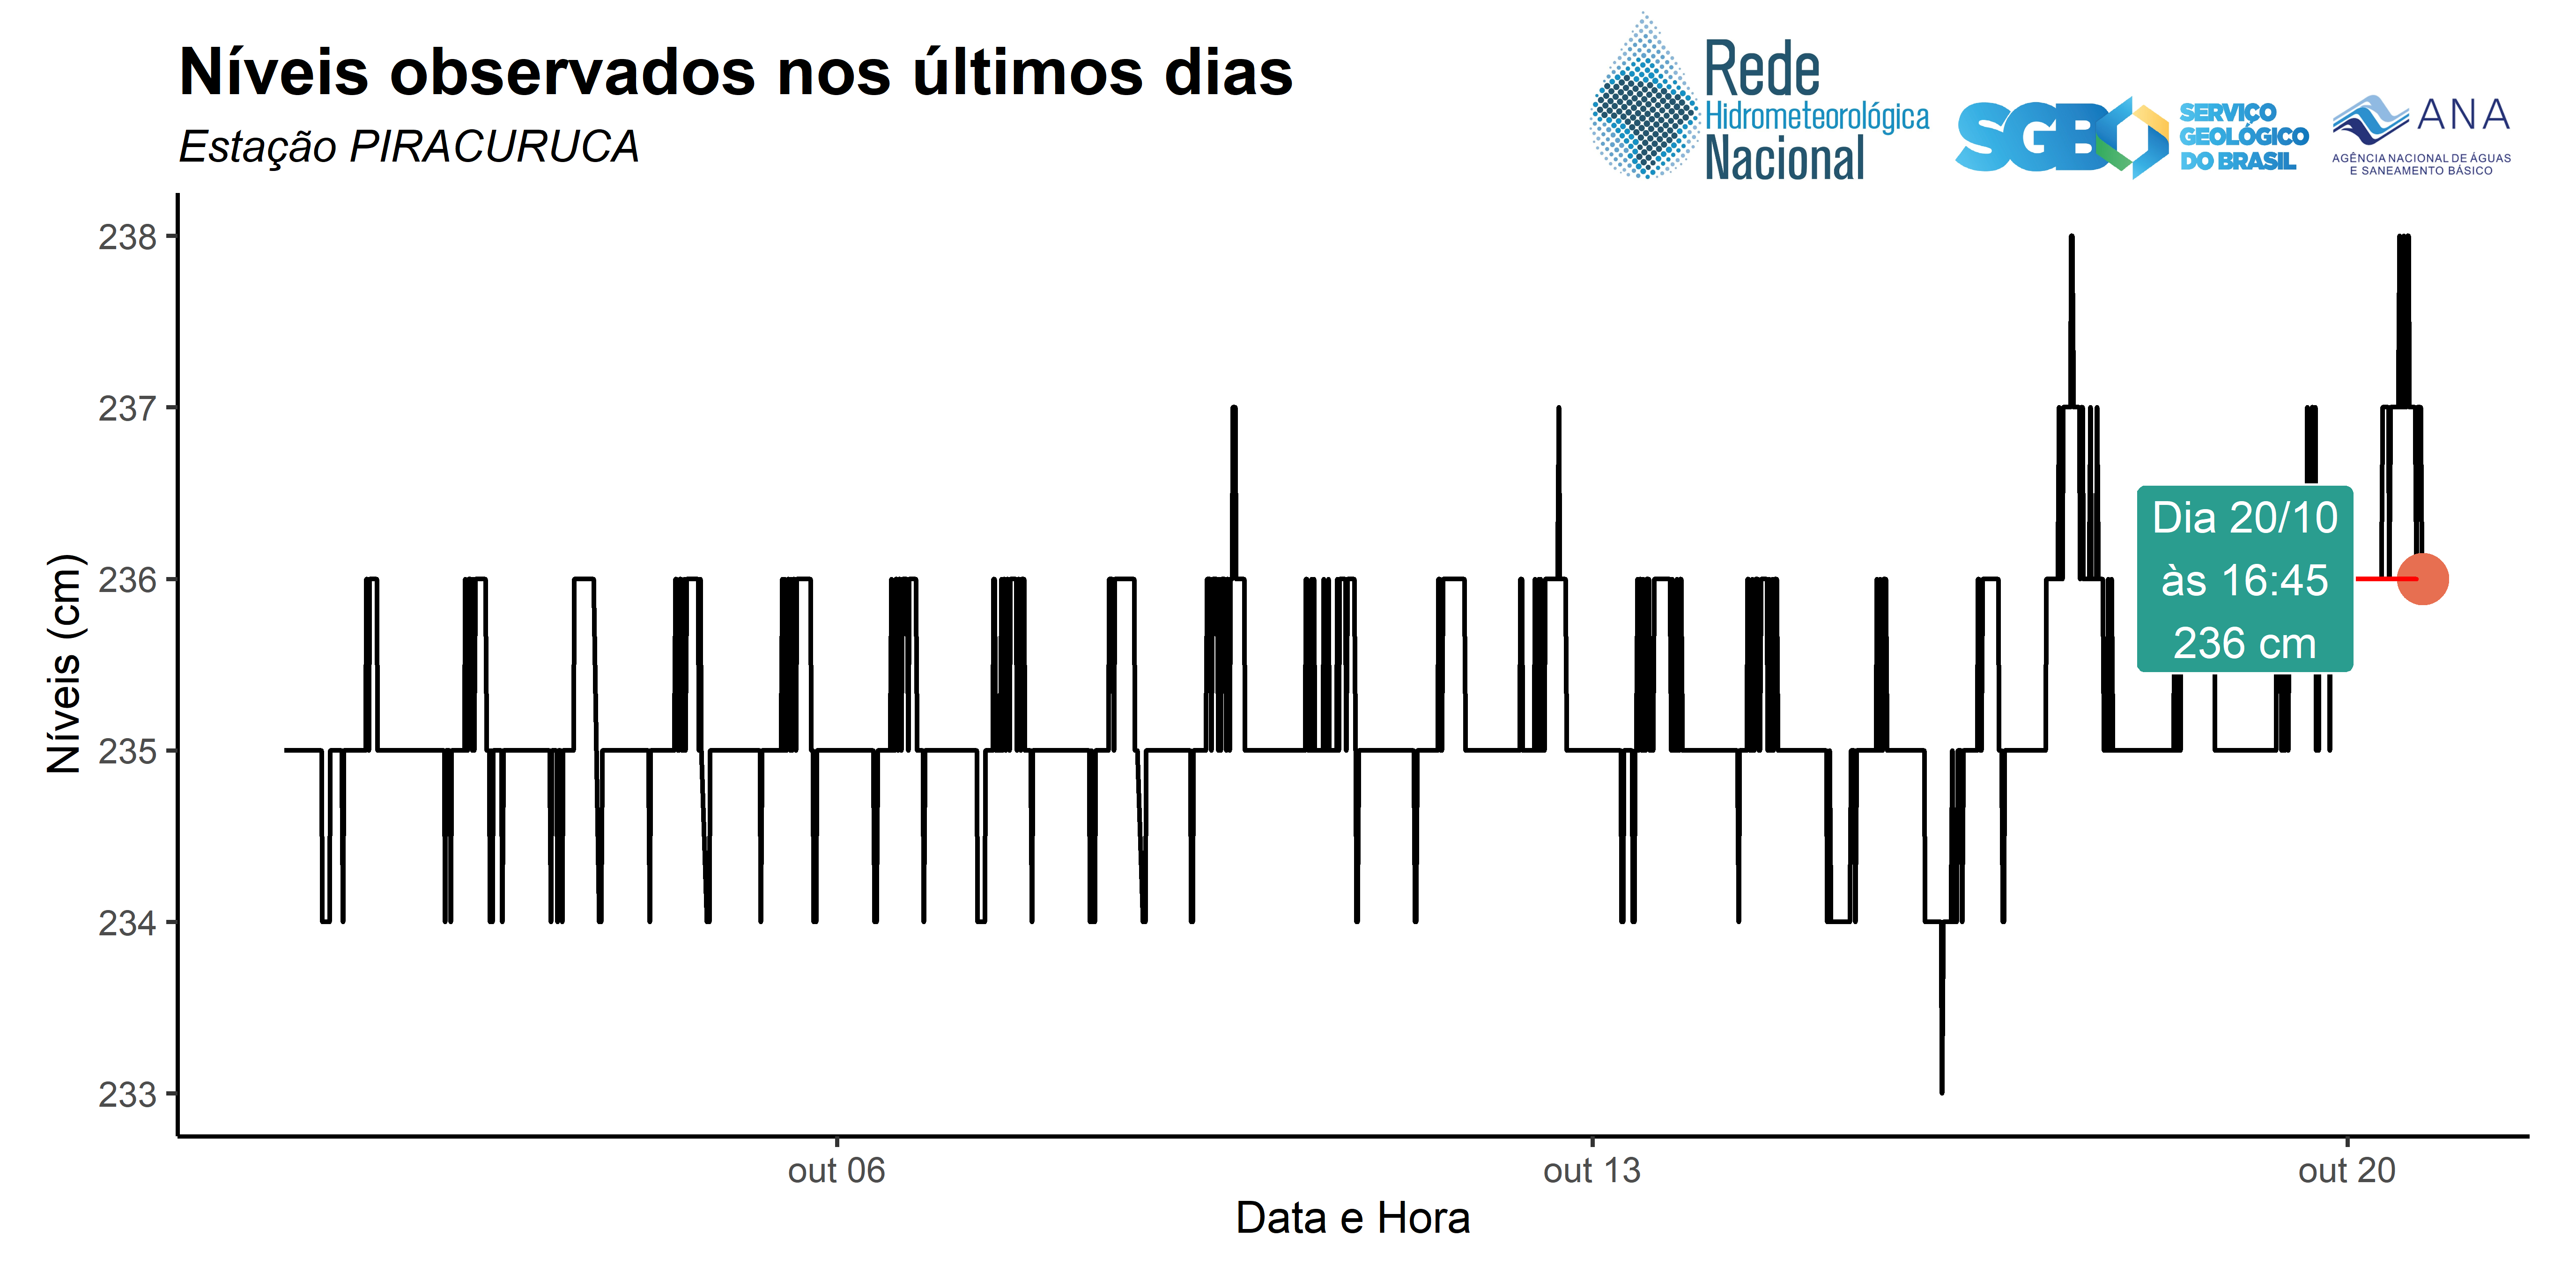 Níveis observados nos últimos dias
Estação PIRACURUCA
Rede
Hidrometeorológica
Nacional
SGB
SERVIÇO
GEOLÓGICO
DO BRASIL
ANA
AGÊNCIA NACIONAL DE ÁGUAS
E SANEAMENTO BÁSICO
238
237
236
235
234
233
Níveis (cm)
Dia 20/10
às 16:45
236 cm
out 06
out 13
out 20
Data e Hora